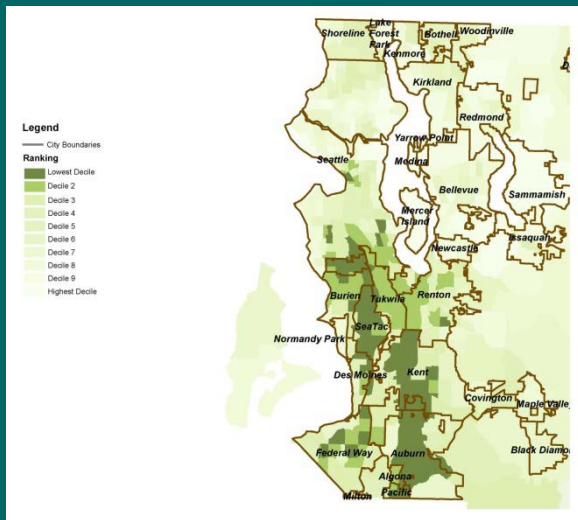 Legend
City Boundaries
Ranking
Lowest Decile
Decile 2
Decile 3
Decile 4
Decile 5
Decile 6
Decile 7
Decile 8
Decile 9
Highest Decile
Lake
Forest
Park
Shoreline
Bothell
Woodinville
Kenmore
Kirkland
Redmond
Yarrow Point
Seattle
Medina
Bellevue
Sammamish
Mercer
Island
Newcastle
Issaquah
Burien
Tukwila
Renton
SeaTac
Normandy Park
Des Moines
Kent
Covington
Maple Valley
Black Diamo
Federal Way
Auburn
Algona
Pacific
Milton